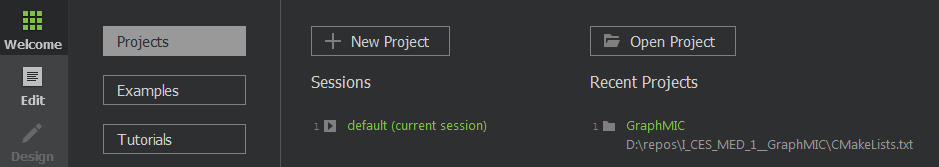 Welcome
Edit
Design
Projects
Examples
Tutorials
New Project
Sessions
1 default (current session)
Open Project
Recent Projects
1 GraphMIC
D:\repos\I_CES_MED_1__GraphMIC\CMakeLists.txt